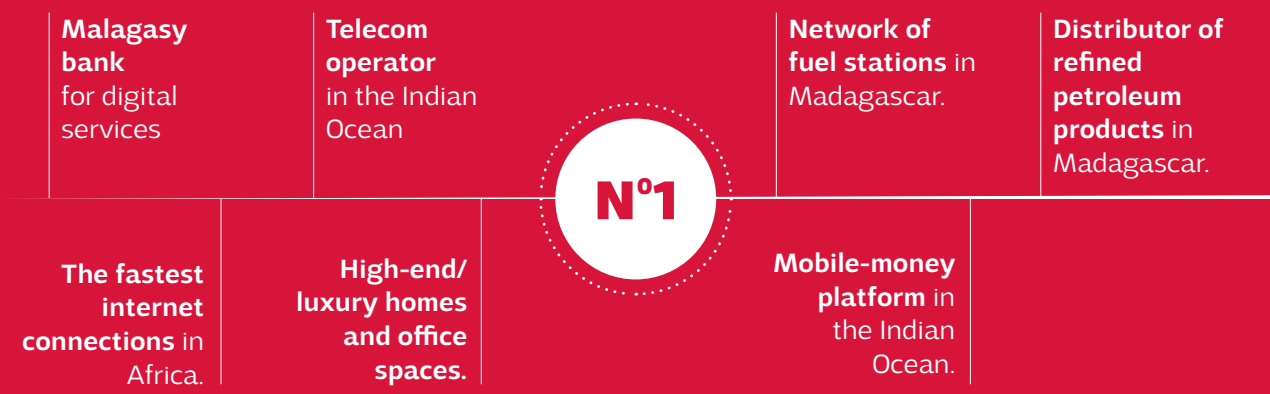 Malagasy
bank
for digital
services
Telecom
operator
in the Indian
Ocean
Nº1
Network of
fuel stations in
Madagascar.
Distributor of
refined
petroleum
products in
Madagascar.
The fastest
internet
connections in
Africa.
High-end/
luxury homes
and office
spaces.
Mobile-money
platform in
the Indian
Ocean.